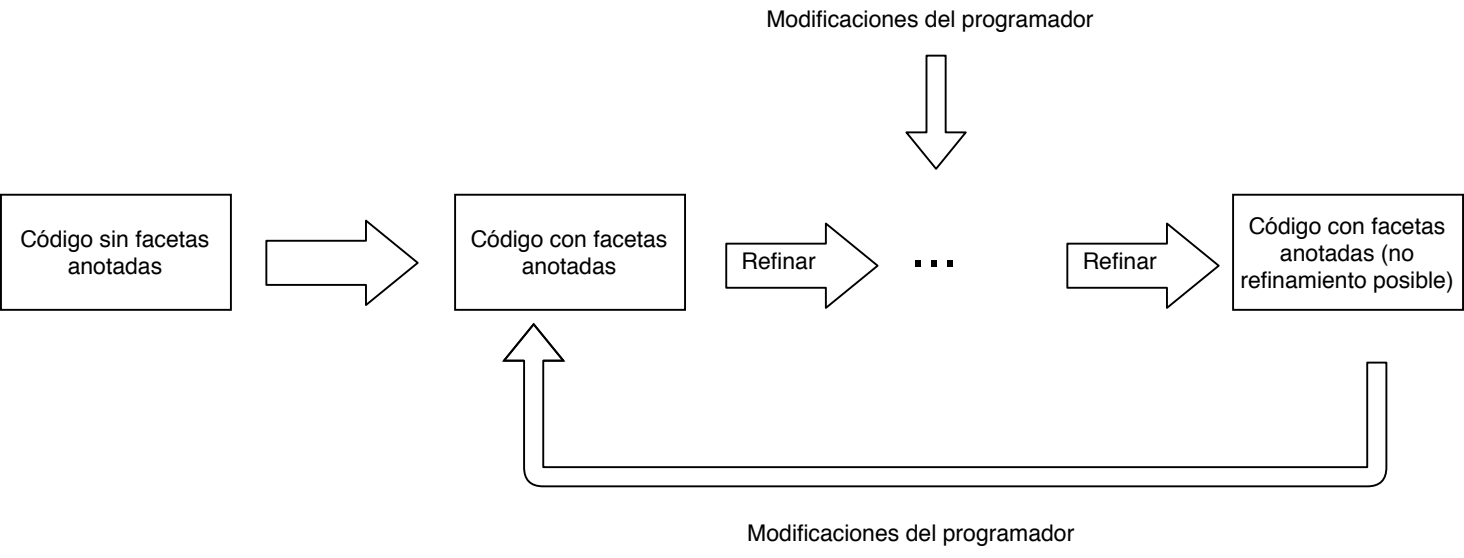 Modificaciones del programador
Código sin facetas
anotadas
Código con facetas
anotadas
Refinar
...
Refinar
Código con facetas
anotadas (no
refinamiento posible)
Modificaciones del programador